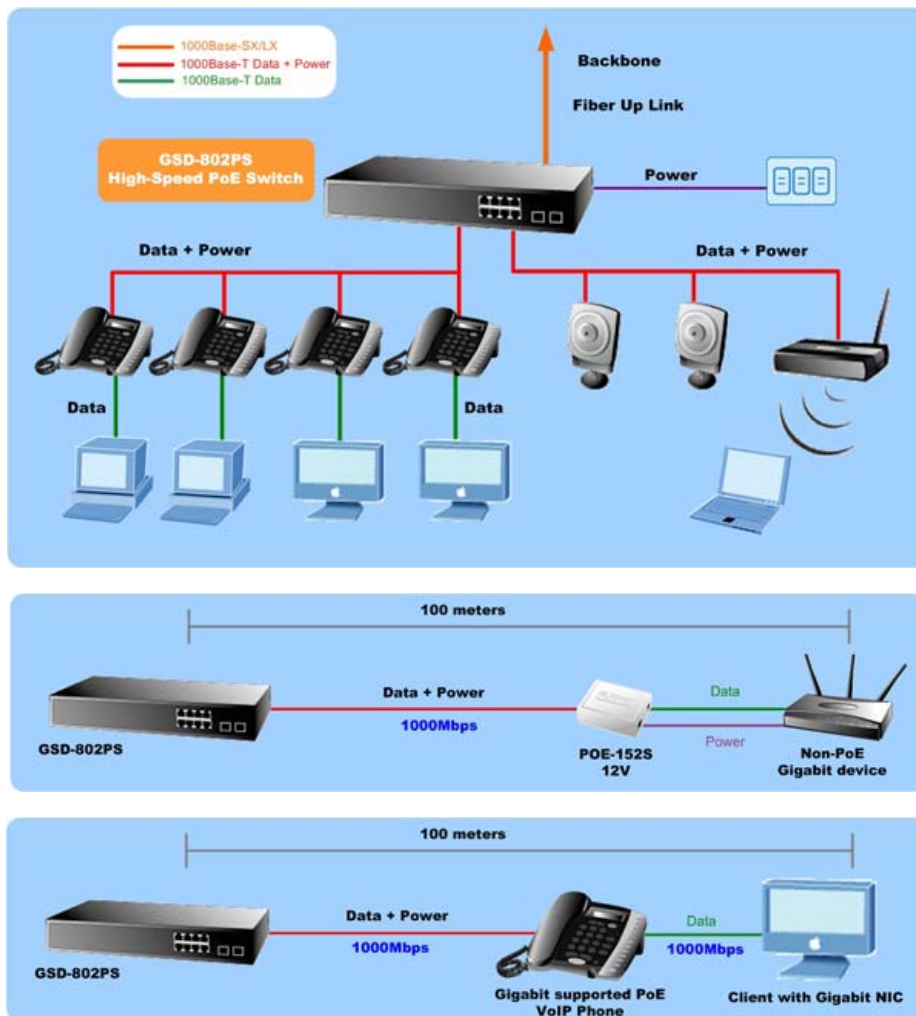 1000Base-SX/LX
1000Base-T Data + Power
1000Base-T Data
Backbone
Fiber Up Link
GSD-802PS
High-Speed PoE Switch
Power
Data + Power
Data + Power
Data
Data
100 meters
Data + Power
1000Mbps
Data
Power
GSD-802PS
POE-152S
12V
Non-PoE
Gigabit device
100 meters
Data + Power
1000Mbps
Data
1000Mbps
GSD-802PS
Gigabit supported PoE
VoIP Phone
Client with Gigabit NIC